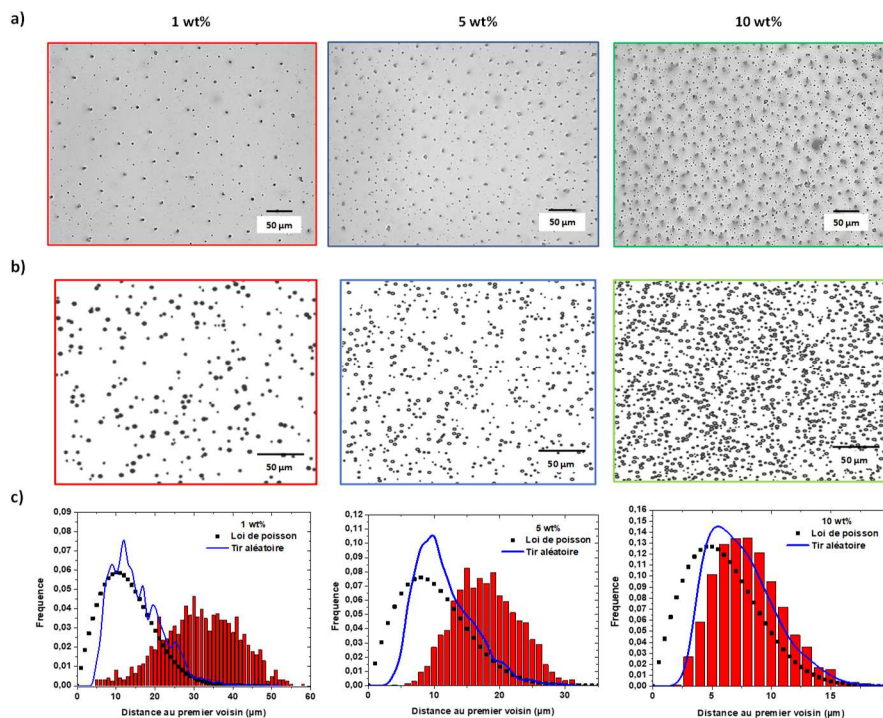 a)
1 wt%
5 wt%
10 wt%
50 µm
50 µm
50 µm
b)
50 µm
50 µm
50 µm
c)
0,09
0,08
0,07
0,06
0,05
0,04
0,03
0,02
0,01
0,00
Frequence
1 wt%
Loi de poisson
Tir aléatoire
0 10 20 30 40 50 60
Distance au premier voisin (µm)
0,12
0,11
0,10
0,09
0,08
0,07
0,06
0,05
0,04
0,03
0,02
0,01
0,00
Frequence
5 wt%
Loi de poisson
Tir aléatoire
0 10 20 30
Distance au premier voisin (µm)
0,16
0,15
0,14
0,13
0,12
0,11
0,10
0,09
0,08
0,07
0,06
0,05
0,04
0,03
0,02
0,01
0,00
Frequence
10 wt%
Loi de poisson
Tir aléatoire
0 5 10 15
Distance au premier voisin (µm)